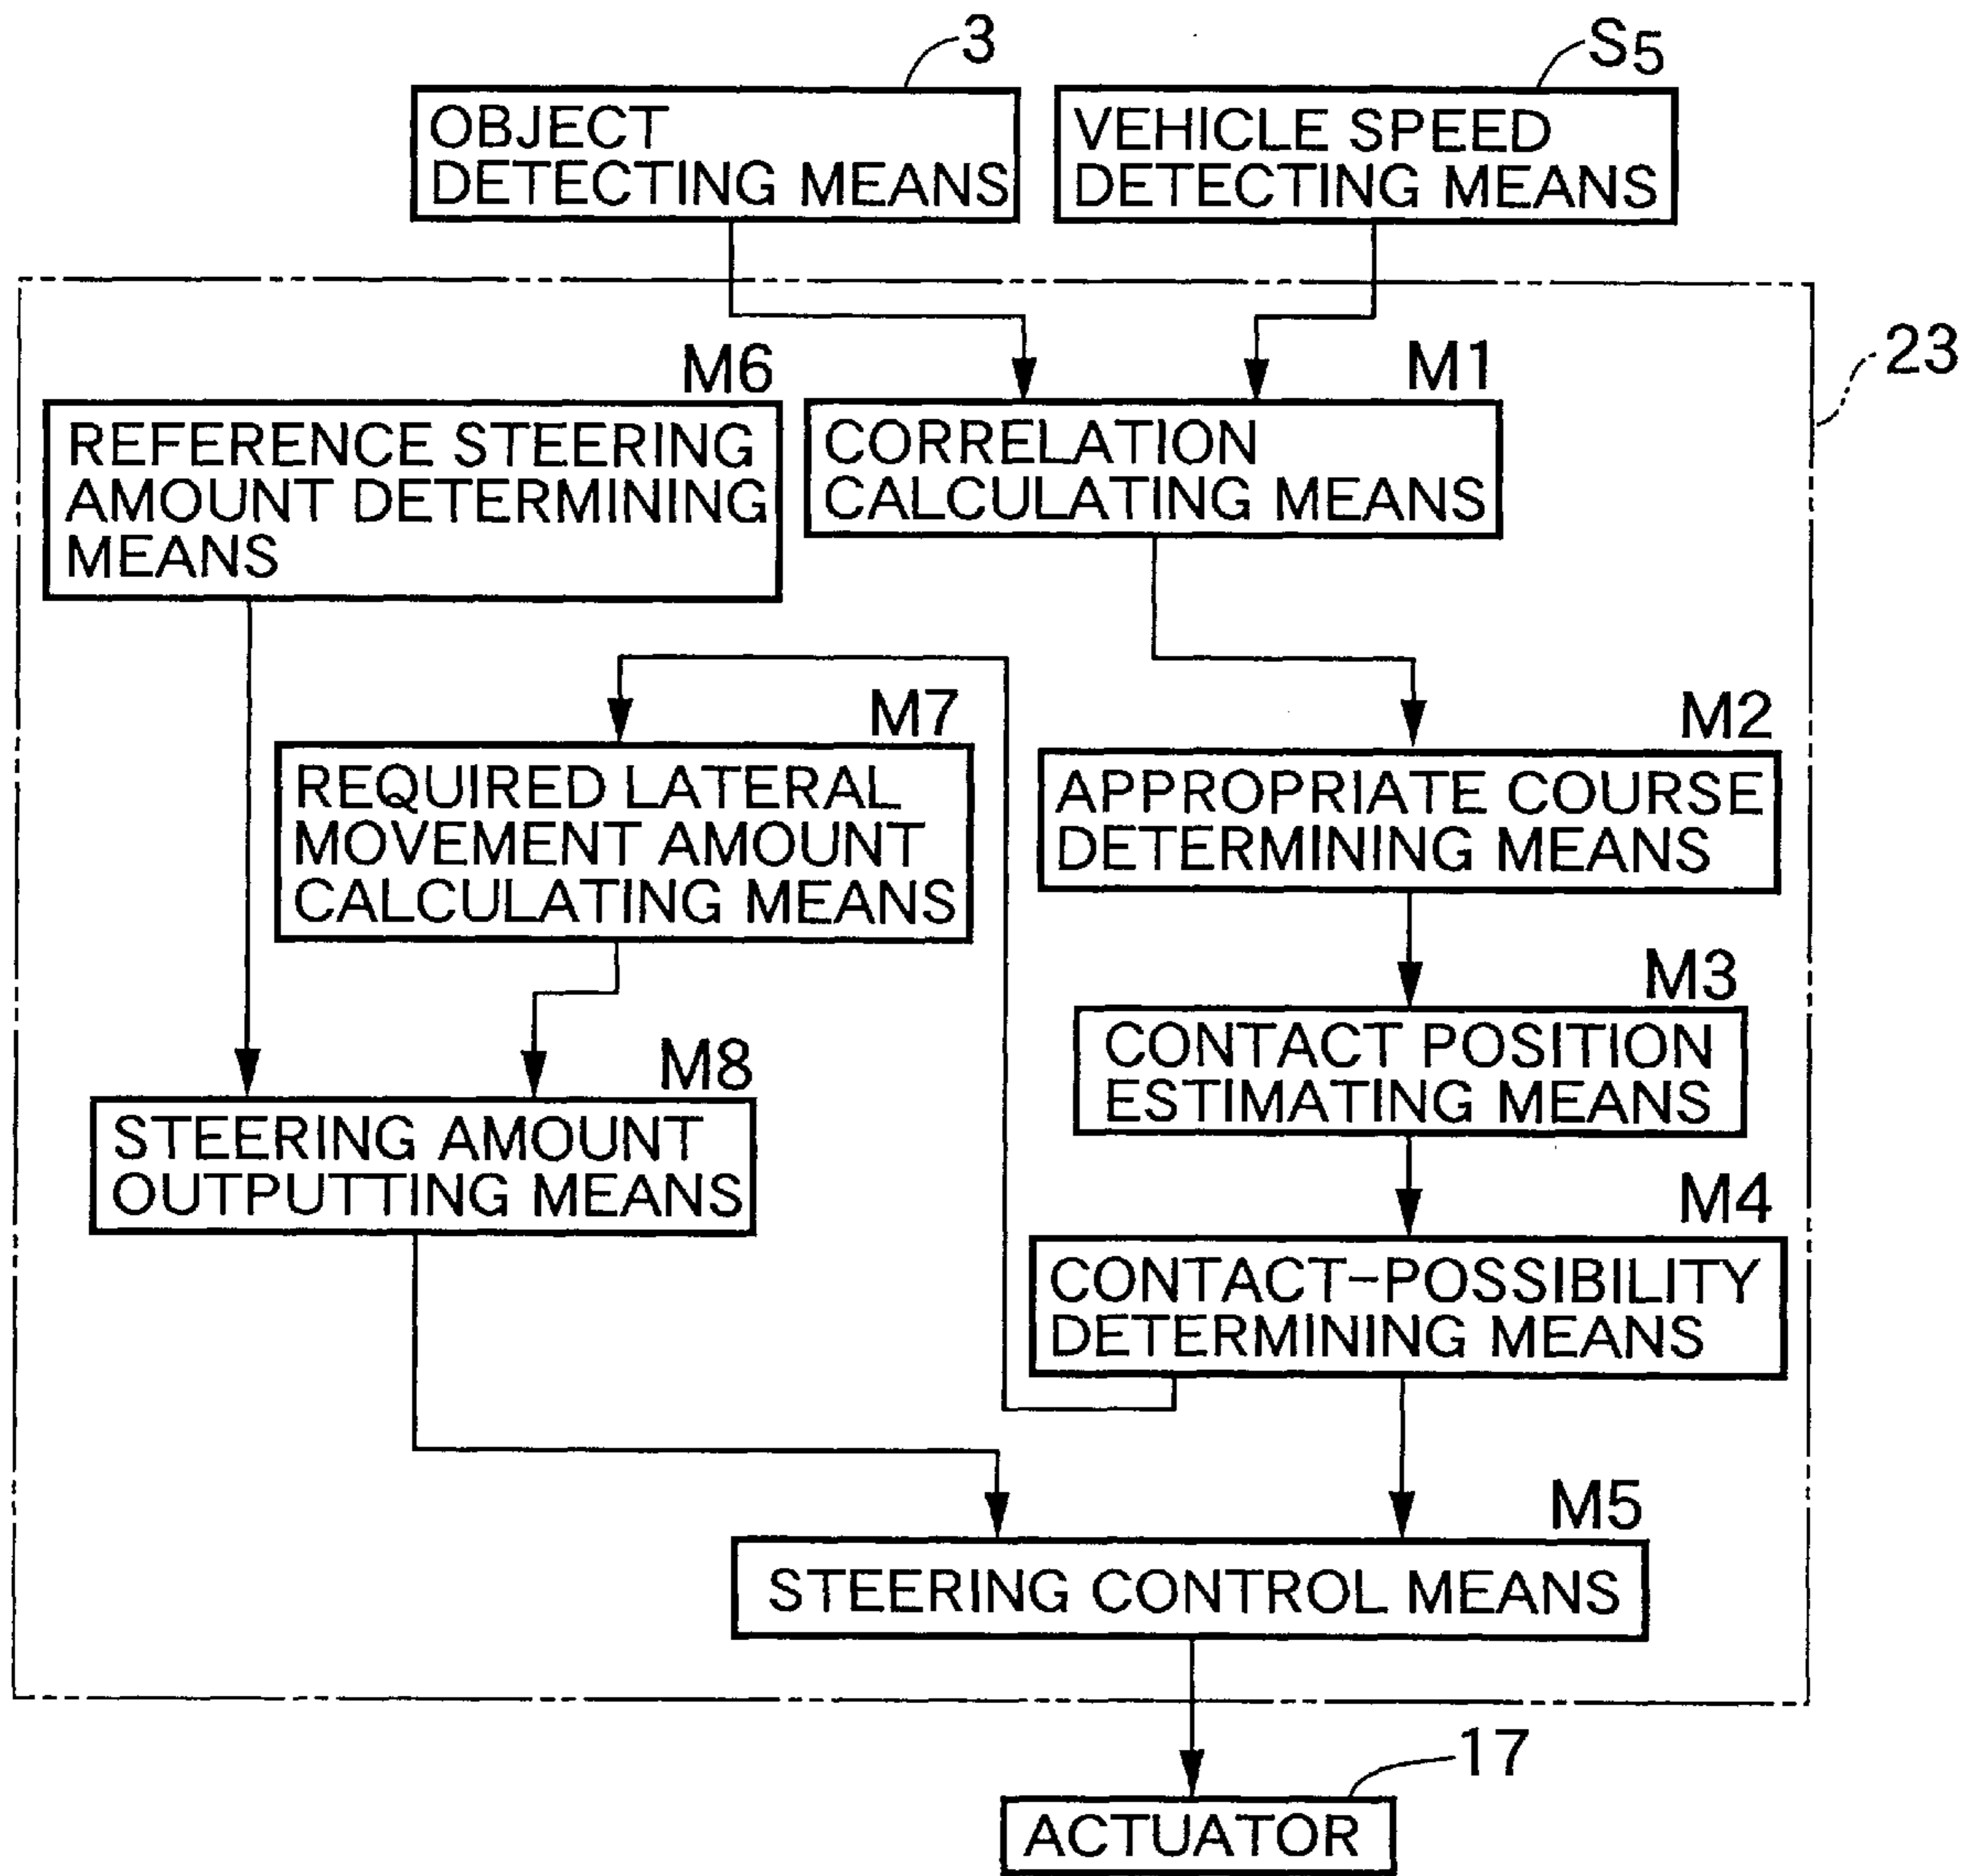 3
S5
OBJECT
DETECTING MEANS
VEHICLE SPEED
DETECTING MEANS
23
M6
REFERENCE STEERING
AMOUNT DETERMINING
MEANS
M1
CORRELATION
CALCULATING MEANS
M7
REQUIRED LATERAL
MOVEMENT AMOUNT
CALCULATING MEANS
M2
APPROPRIATE COURSE
DETERMINING MEANS
M3
CONTACT POSITION
ESTIMATING MEANS
M8
STEERING AMOUNT
OUTPUTTING MEANS
M4
CONTACT-POSSIBILITY
DETERMINING MEANS
M5
STEERING CONTROL MEANS
17
ACTUATOR